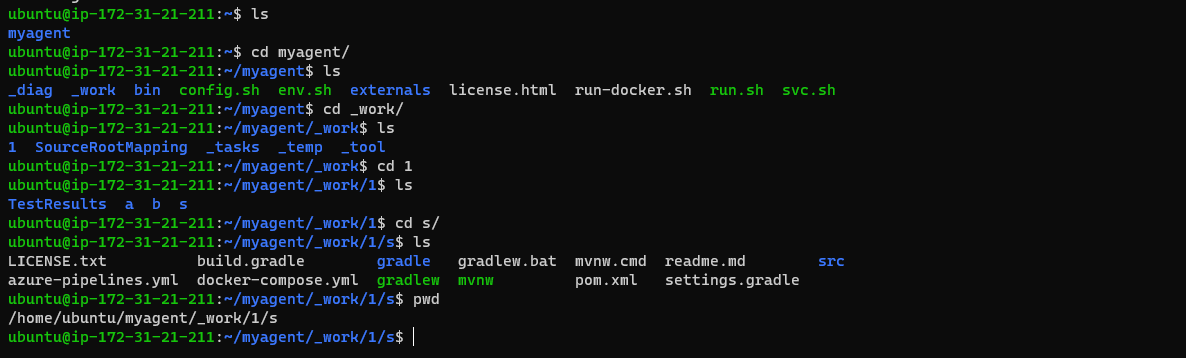 ubuntu@ip-172-31-21-211:~$ ls
myagent
ubuntu@ip-172-31-21-211:~$ cd myagent/
ubuntu@ip-172-31-21-211:~/myagent$ ls
_diag  _work  bin  config.sh  env.sh  externals  license.html  run-docker.sh  run.sh  svc.sh
ubuntu@ip-172-31-21-211:~/myagent$ cd _work/
ubuntu@ip-172-31-21-211:~/myagent/_work$ ls
1  SourceRootMapping  _tasks  _temp  _tool
ubuntu@ip-172-31-21-211:~/myagent/_work$ cd 1
ubuntu@ip-172-31-21-211:~/myagent/_work/1$ ls
TestResults  a  b  s
ubuntu@ip-172-31-21-211:~/myagent/_work/1$ cd s/
ubuntu@ip-172-31-21-211:~/myagent/_work/1/s$ ls
LICENSE.txt          build.gradle        gradle   gradlew.bat  mvnw.cmd  readme.md        src
azure-pipelines.yml  docker-compose.yml  gradlew  mvnw         pom.xml   settings.gradle
ubuntu@ip-172-31-21-211:~/myagent/_work/1/s$ pwd
/home/ubuntu/myagent/_work/1/s
ubuntu@ip-172-31-21-211:~/myagent/_work/1/s$